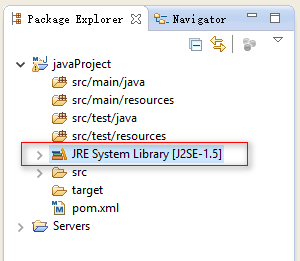 Package Explorer
Navigator
javaProject
src/main/java
src/main/resources
src/test/java
src/test/resources
JRE System Library [J2SE-1.5]
src
target
pom.xml
Servers